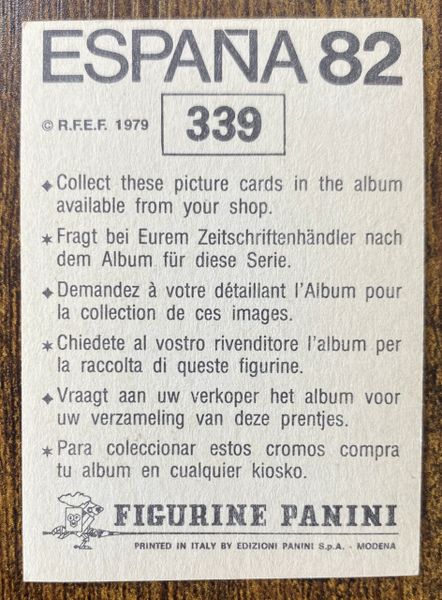 ESPAÑA 82
© R.F.E.F. 1979
339
✦ Collect these picture cards in the album
available from your shop.
✶ Fragt bei Eurem Zeitschriftenhändler nach
dem Album für diese Serie.
✦ Demandez à votre détaillant l'Album pour
la collection de ces images.
✶ Chiedete al vostro rivenditore l'album per
la raccolta di queste figurine.
✦ Vraagt aan uw verkoper het album voor
uw verzameling van deze prentjes.
✶ Para coleccionar estos cromos compra
tu album en cualquier kiosko.
FIGURINE PANINI
PRINTED IN ITALY BY EDIZIONI PANINI S.p.A. - MODENA